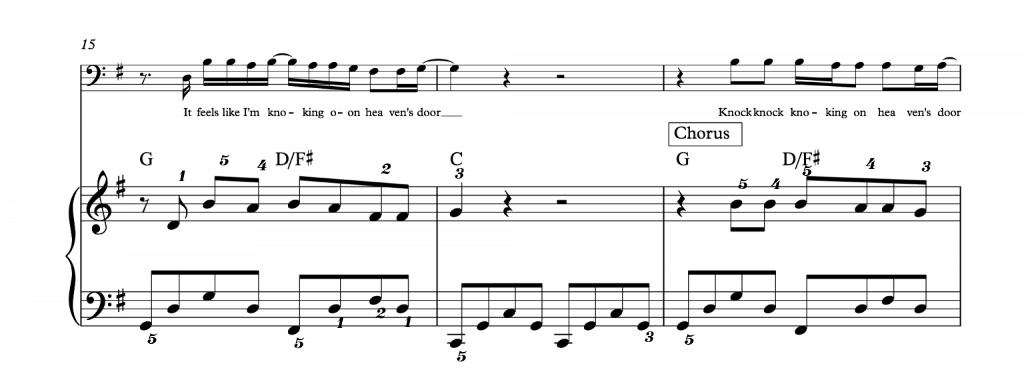 15
It feels like I'm kno - king o - on hea ven's door___ Knock knock kno - king on hea ven's door
Chorus
G D/F♯ C G D/F♯
1 5 4 2 3 5 4 5 4 3
5 5 1 2 1 5 3 5